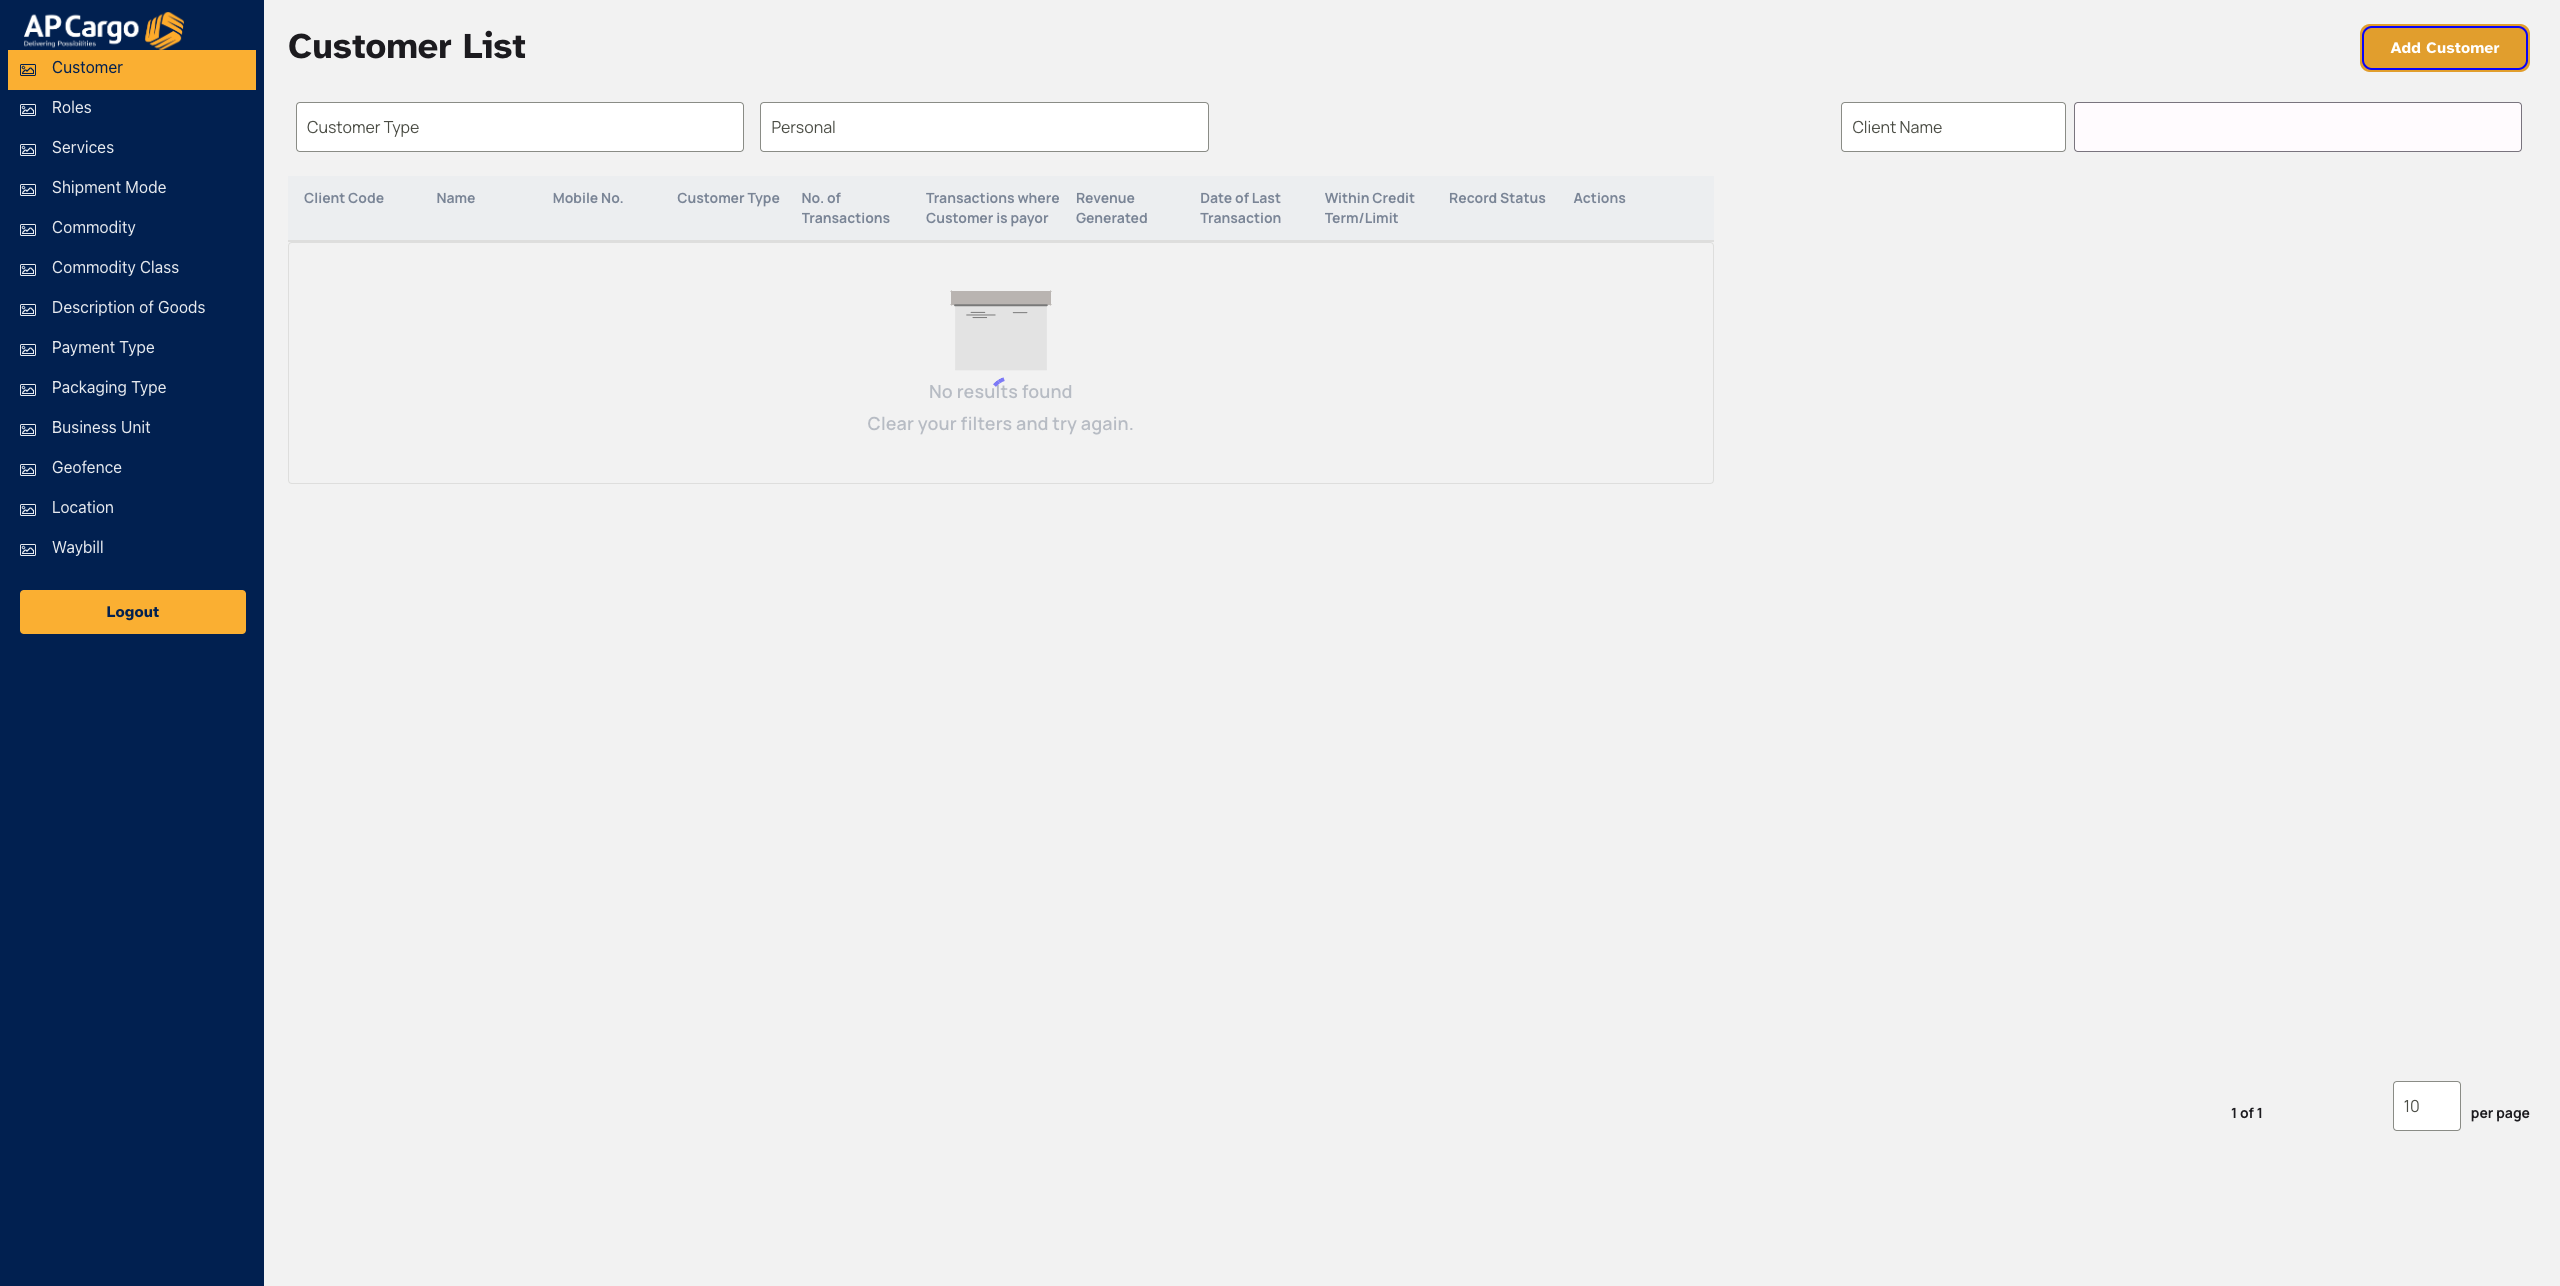 AP Cargo
Delivering Possibilities
Customer
Roles
Services
Shipment Mode
Commodity
Commodity Class
Description of Goods
Payment Type
Packaging Type
Business Unit
Geofence
Location
Waybill
Logout
Customer List
Add Customer
Customer Type
Personal
Client Name
Client Code
Name
Mobile No.
Customer Type
No. of
Transactions
Transactions where
Customer is payor
Revenue
Generated
Date of Last
Transaction
Within Credit
Term/Limit
Record Status
Actions
No results found
Clear your filters and try again.
1 of 1
10
per page